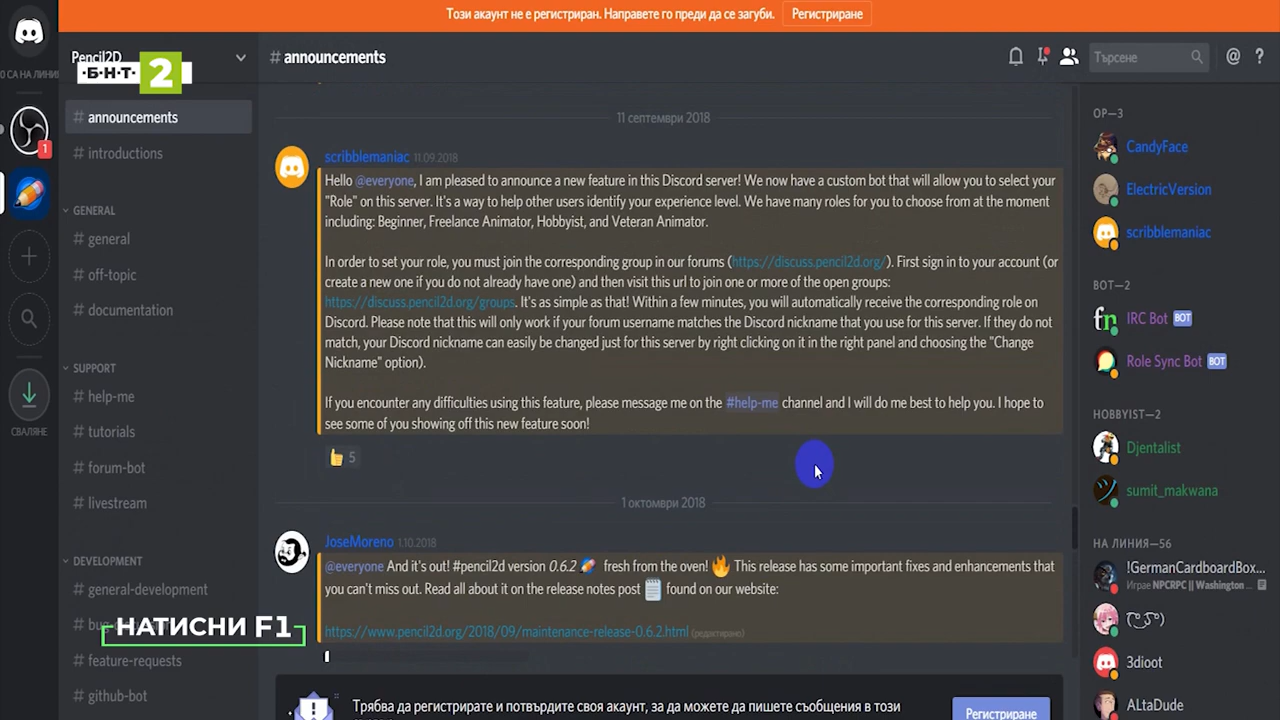 Този акаунт не е регистриран. Направете го преди да се загуби.
Регистриране
0 СА НА ЛИНИ
1
СВАЛЯНЕ
Pencil2D
·БНТ· 2
# announcements
# introductions
GENERAL
# general
# off-topic
# documentation
SUPPORT
# help-me
# tutorials
# forum-bot
# livestream
DEVELOPMENT
# general-development
НАТИСНИ F1
# feature-requests
# github-bot
# announcements
Търсене
11 септември 2018
scribblemaniac 11.09.2018
Hello @everyone, I am pleased to announce a new feature in this Discord server! We now have a custom bot that will allow you to select your
"Role" on this server. It's a way to help other users identify your experience level. We have many roles for you to choose from at the moment
including: Beginner, Freelance Animator, Hobbyist, and Veteran Animator.
In order to set your role, you must join the corresponding group in our forums (https://discuss.pencil2d.org/). First sign in to your account (or
create a new one if you do not already have one) and then visit this url to join one or more of the open groups:
https://discuss.pencil2d.org/groups. It's as simple as that! Within a few minutes, you will automatically receive the corresponding role on
Discord. Please note that this will only work if your forum username matches the Discord nickname that you use for this server. If they do not
match, your Discord nickname can easily be changed just for this server by right clicking on it in the right panel and choosing the "Change
Nickname" option).
If you encounter any difficulties using this feature, please message me on the #help-me channel and I will do me best to help you. I hope to
see some of you showing off this new feature soon!
5
1 октомври 2018
JoseMoreno 1.10.2018
@everyone And it's out! #pencil2d version 0.6.2 fresh from the oven! This release has some important fixes and enhancements that
you can't miss out. Read all about it on the release notes post found on our website:
https://www.pencil2d.org/2018/09/maintenance-release-0.6.2.html (редактирано)
Трябва да регистрирате и потвърдите своя акаунт, за да можете да пишете съобщения в този
Регистриране
OP—3
CandyFace
ElectricVersion
scribblemaniac
BOT—2
IRC Bot BOT
Role Sync Bot BOT
HOBBYIST—2
Djentalist
sumit_makwana
НА ЛИНИЯ—56
!GermanCardboardBox...
Играе NPCRPC || Washington ...
( ͡° ͜ʖ ͡°)
3dioot
ALtaDude